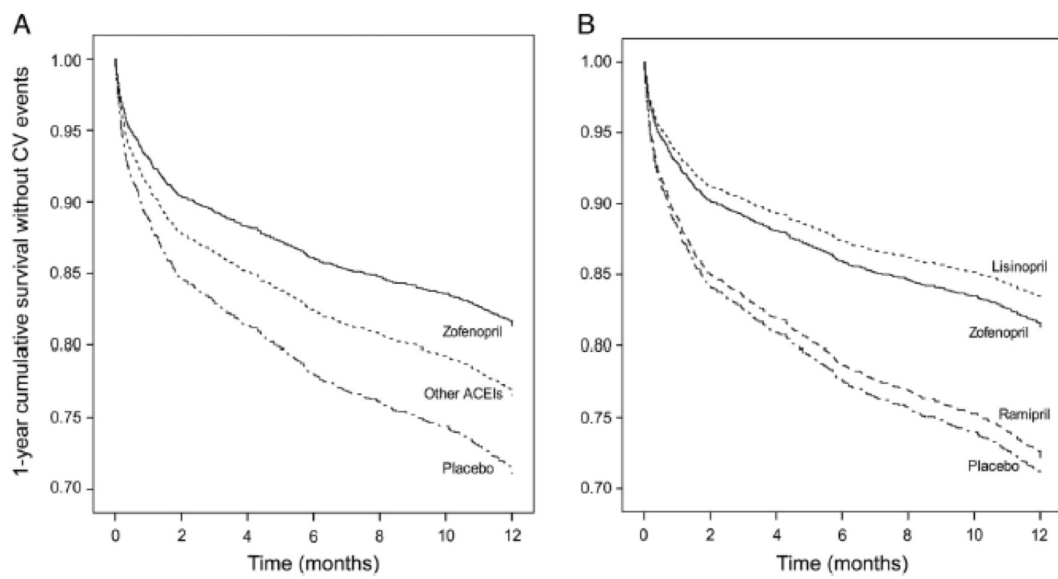 A
1-year cumulative survival without CV events
1.00
0.95
0.90
0.85
0.80
0.75
0.70
Zofenopril
Other ACEIs
Placebo
0 2 4 6 8 10 12
Time (months)
B
1.00
0.95
0.90
0.85
0.80
0.75
0.70
Lisinopril
Zofenopril
Ramipril
Placebo
0 2 4 6 8 10 12
Time (months)